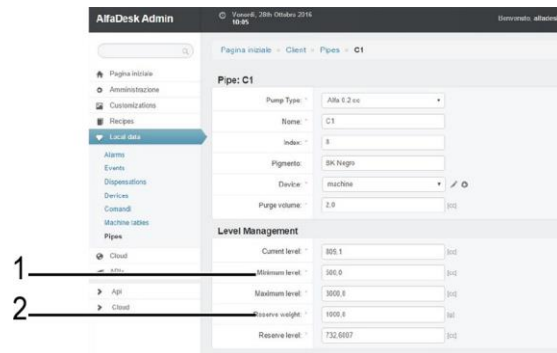 AlfaDesk Admin
Venerdì, 28th Ottobre 2016
10:05
Benvenuto, alfades
Pagina iniziale
Amministrazione
Customizations
Recipes
Local data
Alarms
Events
Dispensations
Devices
Comandi
Machine tables
Pipes
Cloud
Api
Cloud
Pagina iniziale > Client > Pipes > C1
Pipe: C1
Pump Type: * Alfa 0.2 cc
Nome: * C1
Index: * 8
Pigmento: BK Negro
Device: * machine
Purge volume: * 2,0 [cc]
Level Management
Current level: * 805,1 [cc]
1
Minimum level: * 500,0 [cc]
Maximum level: * 3000,0 [cc]
2
Reserve weight: * 1000,0 [g]
Reserve level: * 732,6007 [cc]